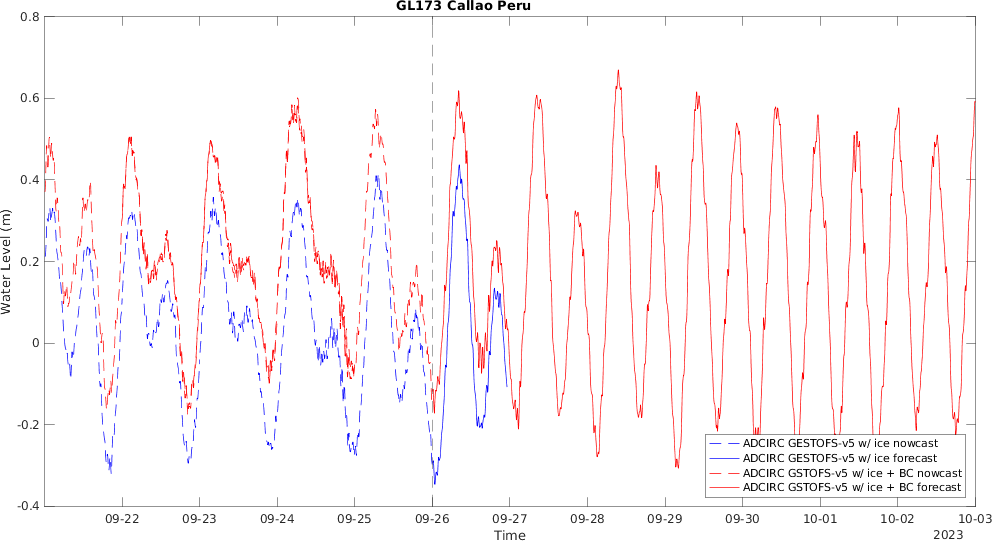 GL173 Callao Peru
0.8
0.6
0.4
0.2
0
-0.2
-0.4
Water Level (m)
ADCIRC GESTOFS-v5 w/ ice nowcast
ADCIRC GESTOFS-v5 w/ ice forecast
ADCIRC GSTOFS-v5 w/ ice + BC nowcast
ADCIRC GSTOFS-v5 w/ ice + BC forecast
09-22 09-23 09-24 09-25 09-26 09-27 09-28 09-29 09-30 10-01 10-02 10-03
Time
2023